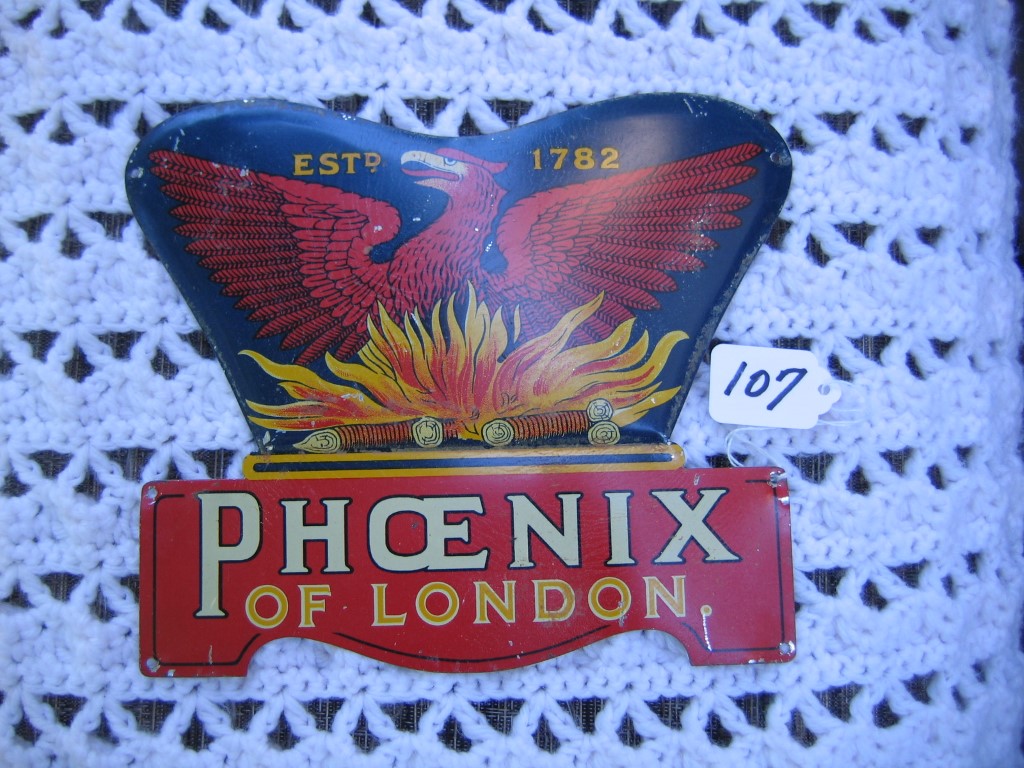 ESTD 1782
107
PHŒNIX
OF LONDON.